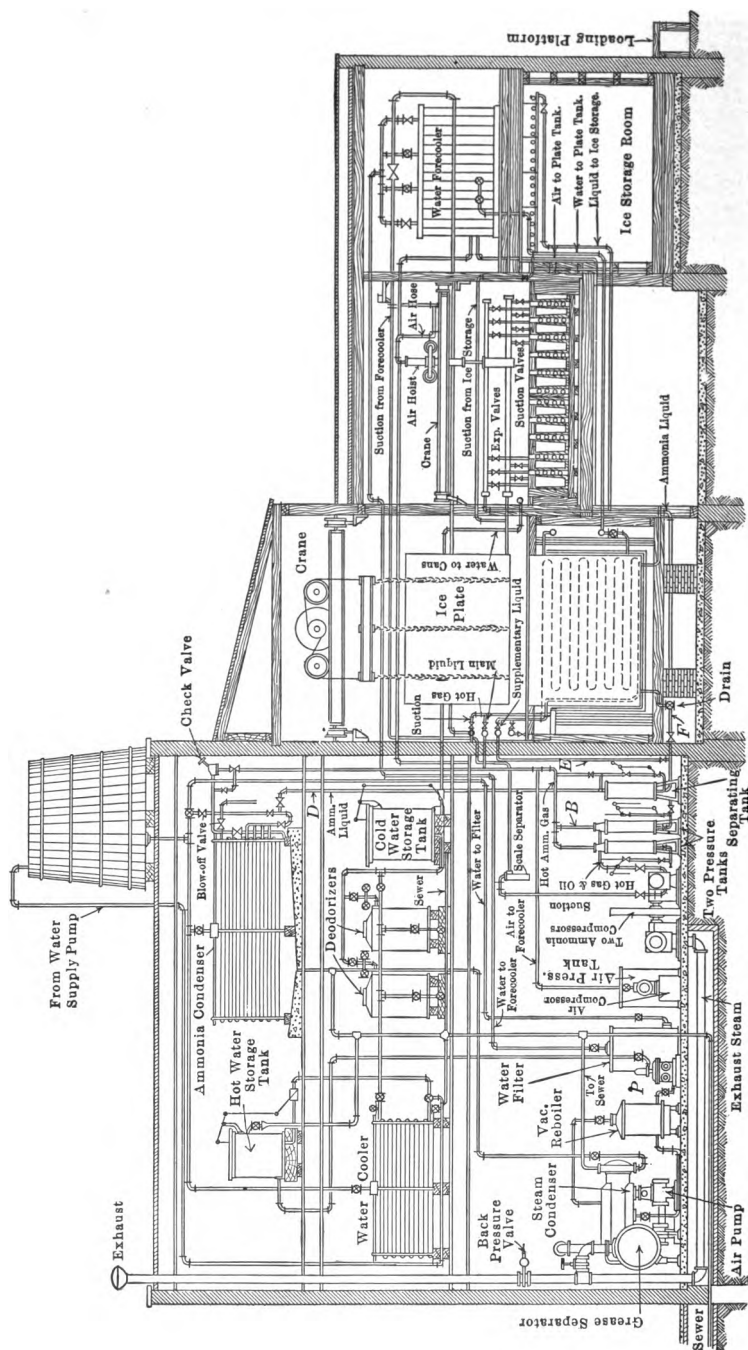 From Water
Supply Pump
Exhaust
Check Valve
Blow-off Valve
Ammonia Condenser
Hot Water
Storage
Tank
D
Amm.
Liquid
Cold
Water
Storage
Tank
Deodorizers
Sewer
Water Cooler
Back
Pressure
Valve
Steam
Condenser
Grease Separator
Sewer
Air Pump
Vac.
Reboiler
To
Sewer
P
Water
Filter
Exhaust Steam
Water to
Forecooler
Air to
Forecooler
Water to Filter
Air
Compressor
Air Press.
Tank
Two Ammonia
Compressors
Suction
Scale Separator
Hot Gas & Oil
Hot Amm. Gas
B
E
Two Pressure
Tanks
Separating
Tank
F
Drain
Crane
Ice
Plate
Suction
Hot Gas
Main
Liquid
Supplementary Liquid
Water to Cans
Suction from Forecooler
Air Hoist
Air Hose
Crane
Suction from Ice Storage
Exp. Valves
Suction Valves
Ammonia Liquid
Water Forecooler
Air to Plate Tank.
Water to Plate Tank.
Liquid to Ice Storage.
Ice Storage Room
Loading Platform